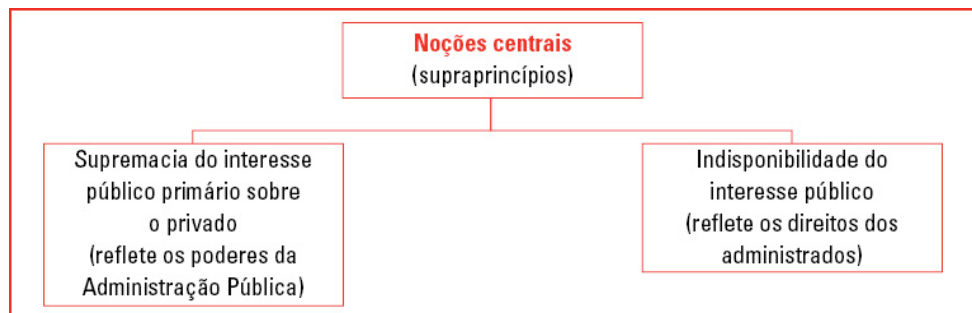 Noções centrais
(supraprincípios)
Supremacia do interesse
público primário sobre
o privado
(reflete os poderes da
Administração Pública)
Indisponibilidade do
interesse público
(reflete os direitos dos
administrados)